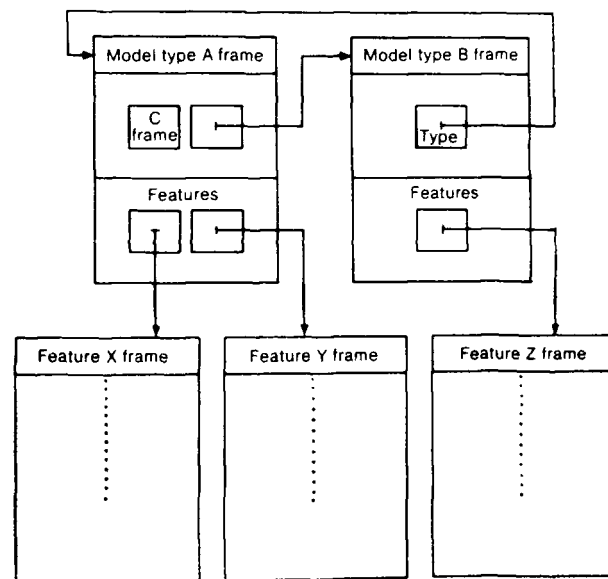 Model type A frame
Model type B frame
C
frame
Type
Features
Features
Feature X frame
Feature Y frame
Feature Z frame